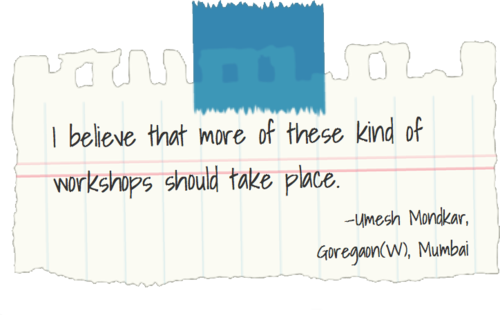 I believe that more of these kind of
workshops should take place.
-Umesh Mondkar,
Goregaon(W), Mumbai